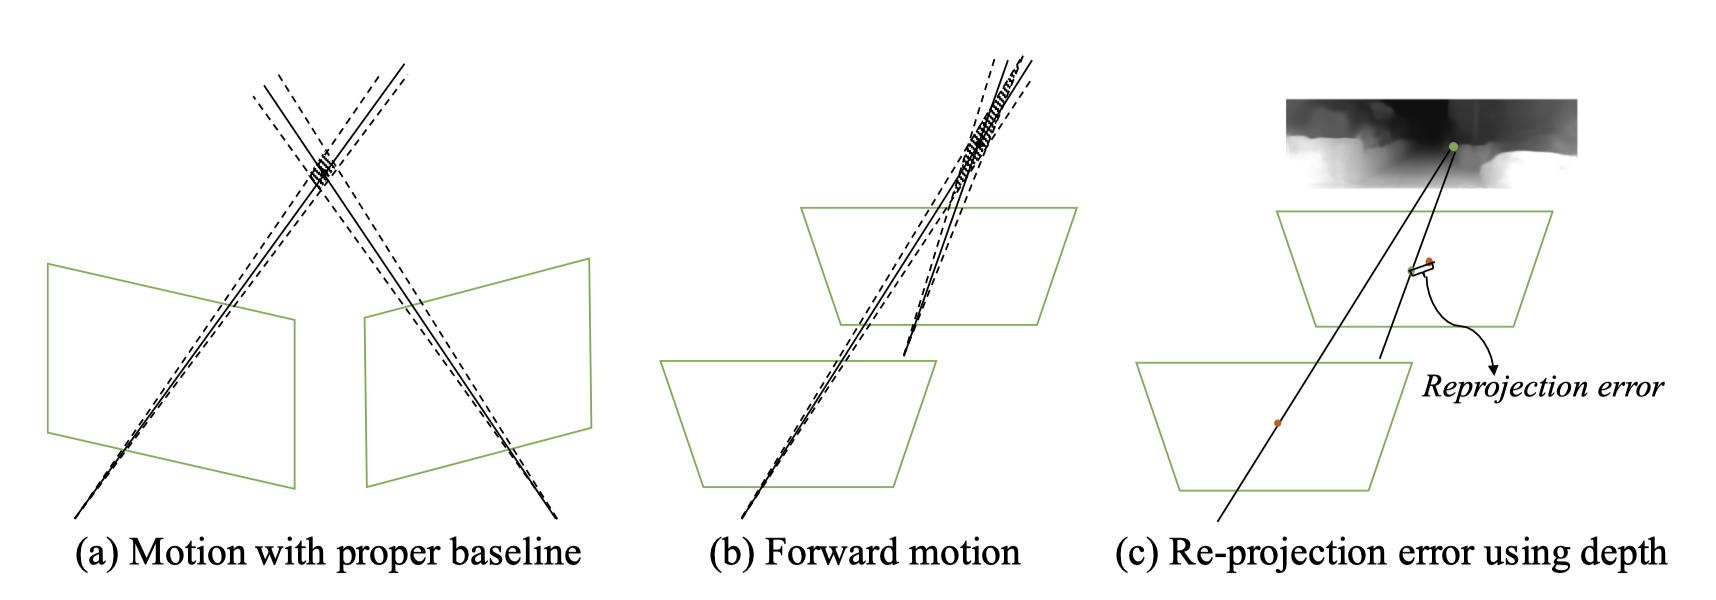 Reprojection error
(a) Motion with proper baseline
(b) Forward motion
(c) Re-projection error using depth